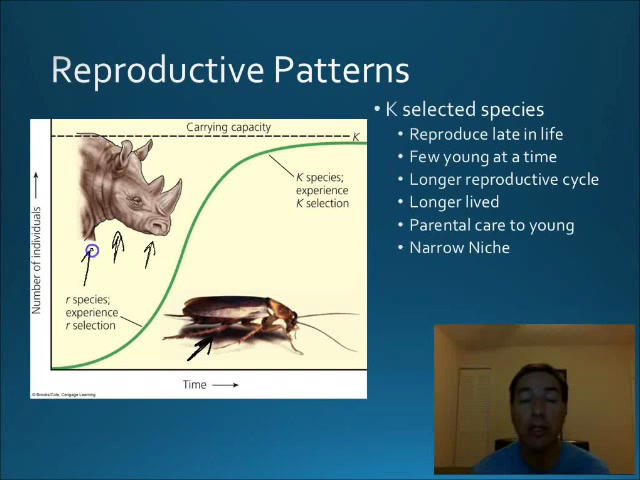 Reproductive Patterns
• K selected species
• Reproduce late in life
• Few young at a time
• Longer reproductive cycle
• Longer lived
• Parental care to young
• Narrow Niche
Carrying capacity
K
K species;
experience
K selection
Number of individuals
r species;
experience
r selection
Time
© Brooks/Cole, Cengage Learning